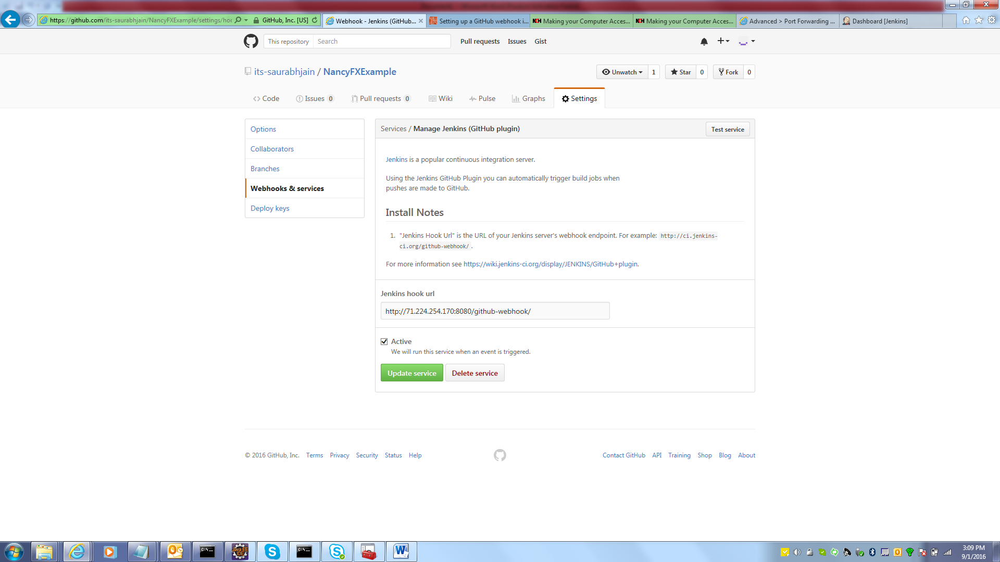 https://github.com/its-saurabhjain/NancyFXExample/settings/hoo
GitHub, Inc. [US]
Webhook - Jenkins (GitHub...
Setting up a GitHub webhook i...
NCH Making your Computer Acces...
NCH Making your Computer Acces...
Advanced > Port Forwarding ...
Dashboard [Jenkins]
This repository
Search
Pull requests
Issues
Gist
its-saurabhjain / NancyFXExample
Unwatch 1
Star 0
Fork 0
Code
Issues 0
Pull requests 0
Wiki
Pulse
Graphs
Settings
Options
Collaborators
Branches
Webhooks & services
Deploy keys
Services / Manage Jenkins (GitHub plugin)
Test service
Jenkins is a popular continuous integration server.
Using the Jenkins GitHub Plugin you can automatically trigger build jobs when
pushes are made to GitHub.
Install Notes
1. "Jenkins Hook Url" is the URL of your Jenkins server's webhook endpoint. For example: http://ci.jenkins-
ci.org/github-webhook/ .
For more information see https://wiki.jenkins-ci.org/display/JENKINS/GitHub+plugin.
Jenkins hook url
http://71.224.254.170:8080/github-webhook/
Active
We will run this service when an event is triggered.
Update service
Delete service
© 2016 GitHub, Inc.
Terms
Privacy
Security
Status
Help
Contact GitHub
API
Training
Shop
Blog
About
C:\_
Java EE
IDE
C:\_
3:09 PM
9/1/2016